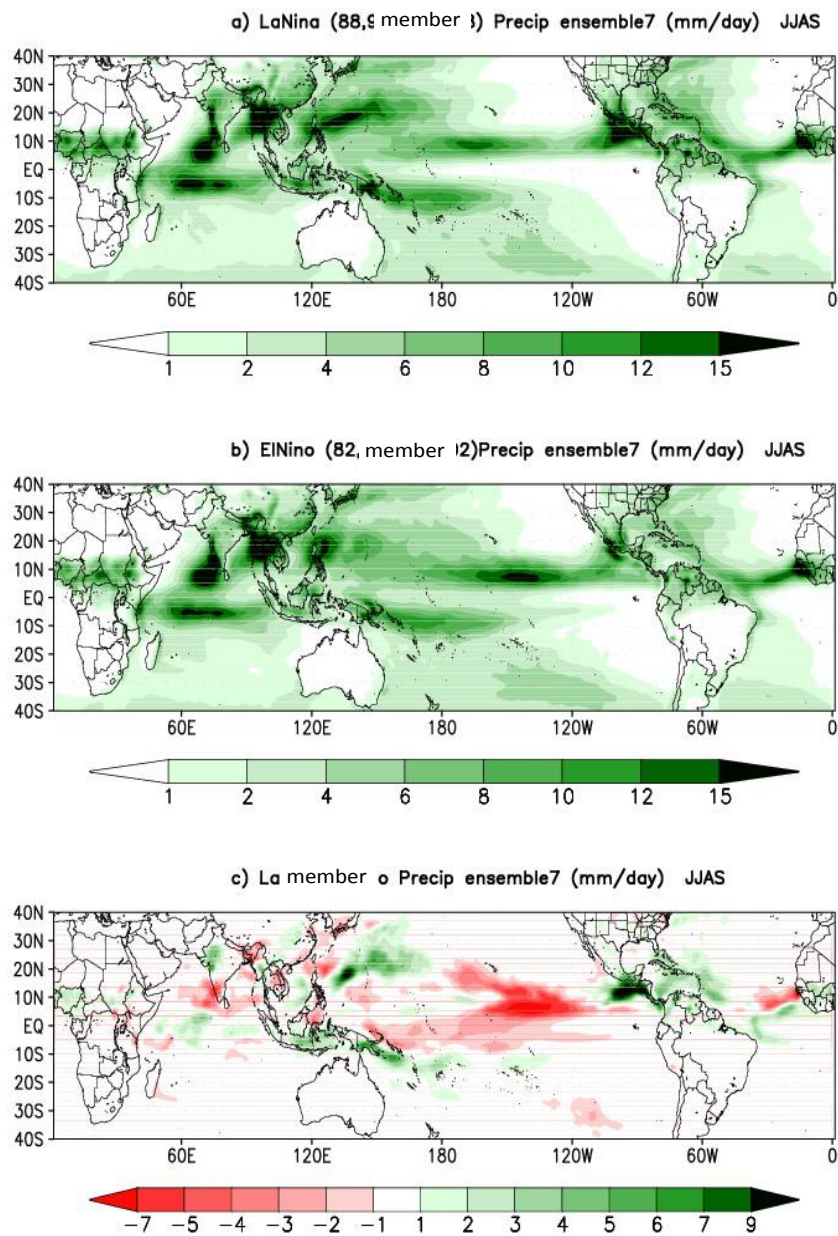 a) LaNina (88,9 member 3) Precip ensemble7 (mm/day) JJAS
40N
30N
20N
10N
EQ
10S
20S
30S
40S
60E 120E 180 120W 60W 0
1 2 4 6 8 10 12 15
b) ElNino (82, member 02)Precip ensemble7 (mm/day) JJAS
40N
30N
20N
10N
EQ
10S
20S
30S
40S
60E 120E 180 120W 60W 0
1 2 4 6 8 10 12 15
c) La member o Precip ensemble7 (mm/day) JJAS
40N
30N
20N
10N
EQ
10S
20S
30S
40S
60E 120E 180 120W 60W 0
−7 −5 −4 −3 −2 −1 1 2 3 4 5 6 7 9